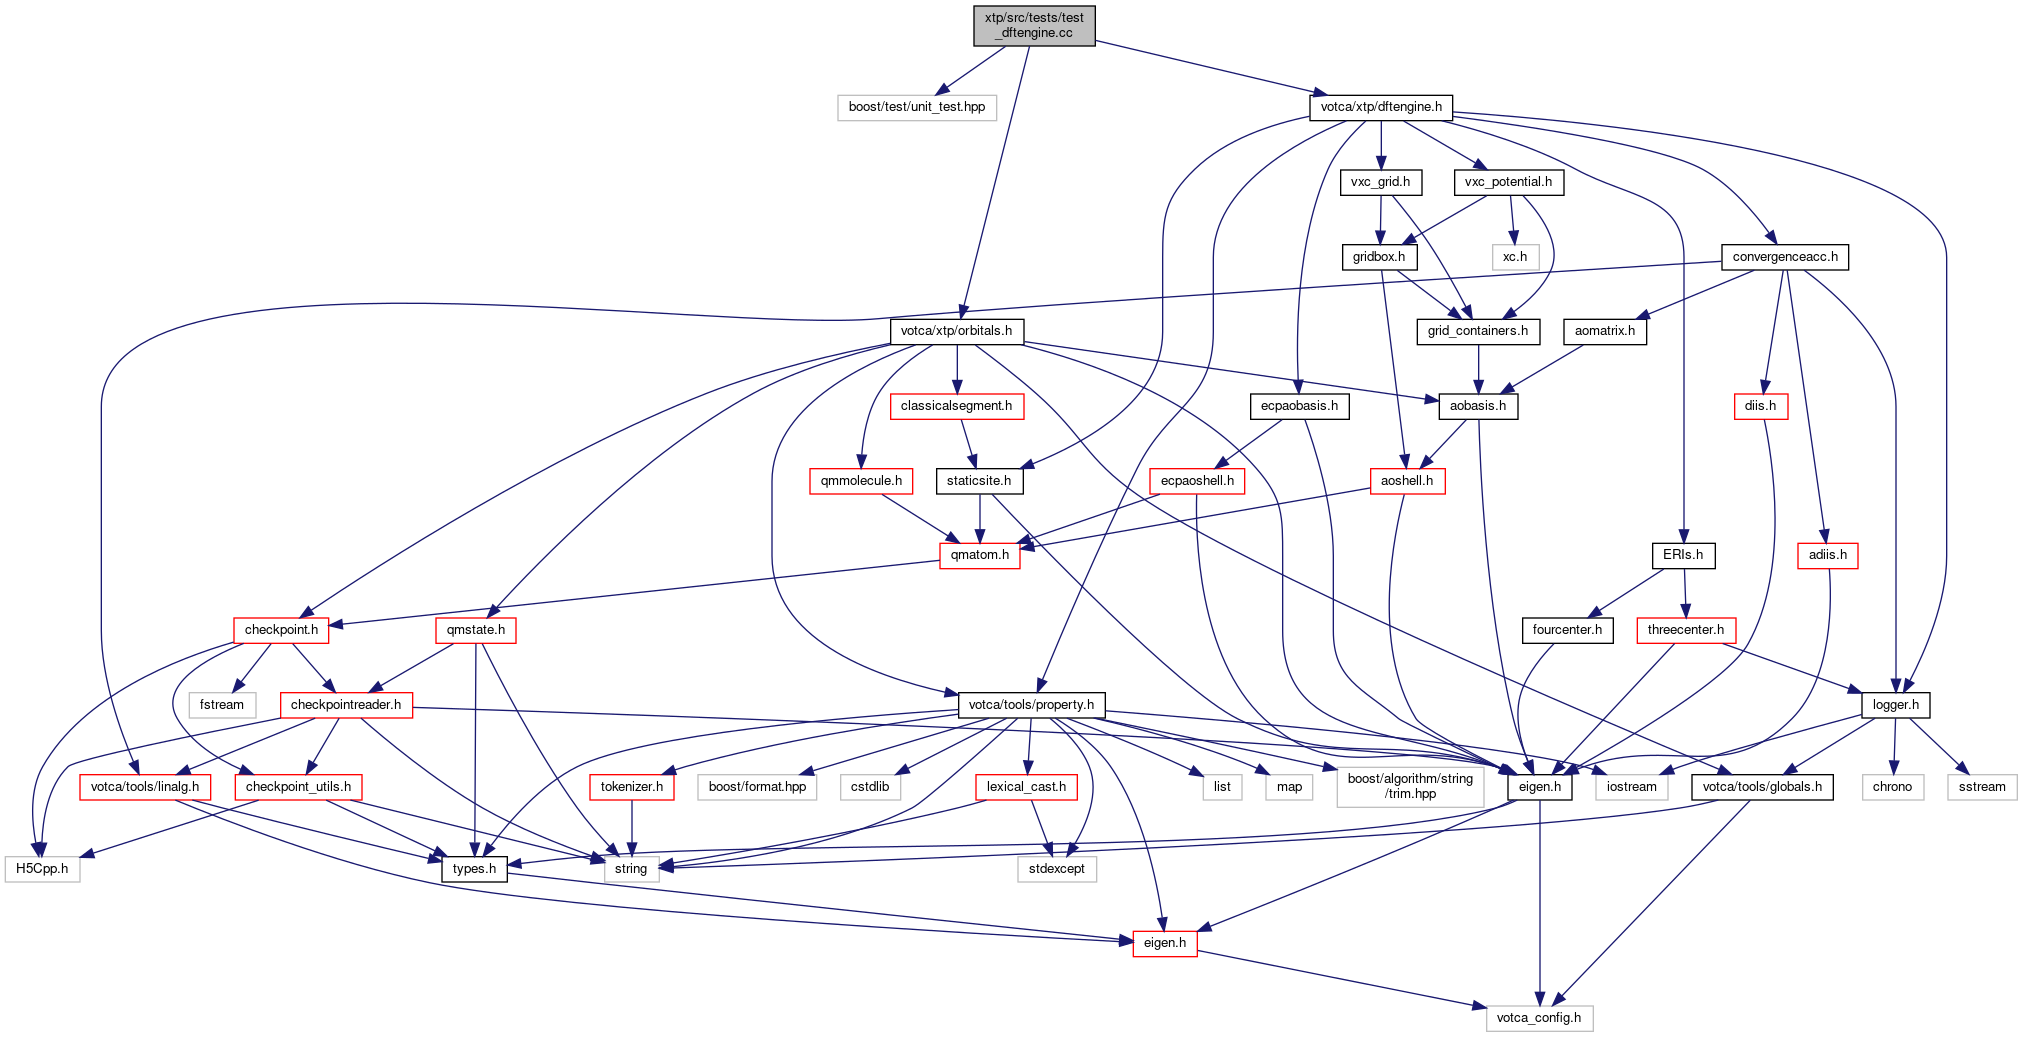 xtp/src/tests/test
_dftengine.cc
boost/test/unit_test.hpp
votca/xtp/dftengine.h
vxc_grid.h
vxc_potential.h
gridbox.h
xc.h
convergenceacc.h
votca/xtp/orbitals.h
grid_containers.h
aomatrix.h
classicalsegment.h
ecpaobasis.h
aobasis.h
diis.h
qmmolecule.h
staticsite.h
ecpaoshell.h
aoshell.h
qmatom.h
ERIs.h
adiis.h
checkpoint.h
qmstate.h
fourcenter.h
threecenter.h
fstream
checkpointreader.h
votca/tools/property.h
logger.h
votca/tools/linalg.h
checkpoint_utils.h
tokenizer.h
boost/format.hpp
cstdlib
lexical_cast.h
list
map
boost/algorithm/string
/trim.hpp
eigen.h
iostream
votca/tools/globals.h
chrono
sstream
H5Cpp.h
types.h
string
stdexcept
eigen.h
votca_config.h